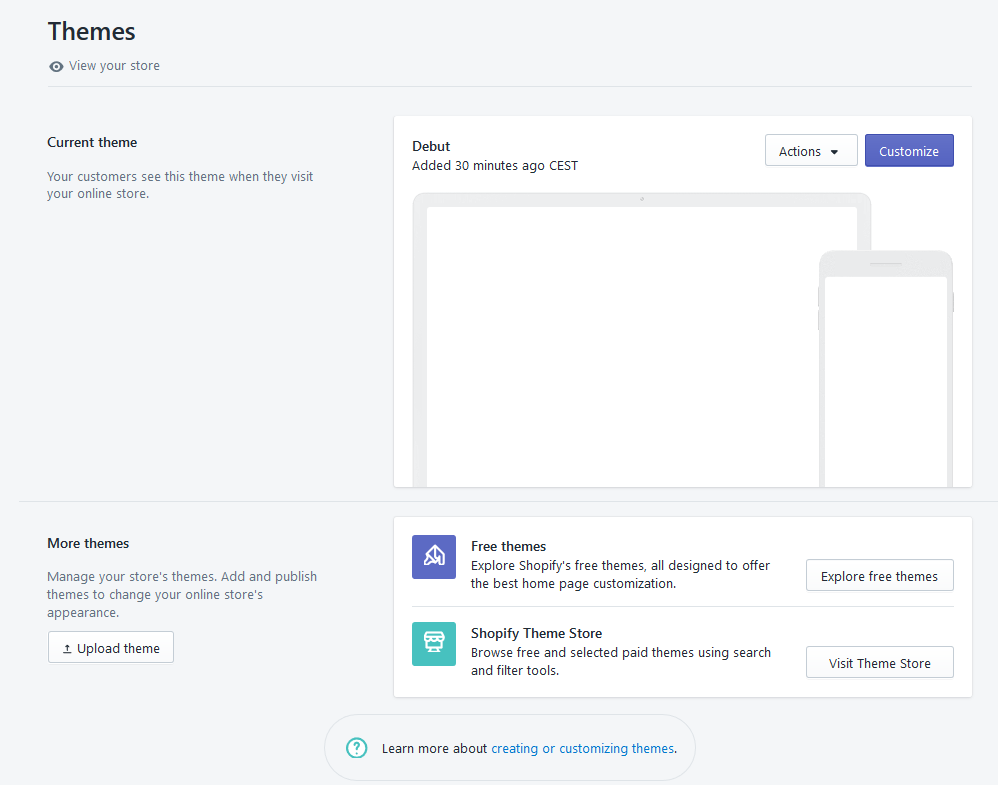 Themes
View your store
Current theme
Your customers see this theme when they visit
your online store.
Debut
Added 30 minutes ago CEST
Actions
Customize
More themes
Manage your store's themes. Add and publish
themes to change your online store's
appearance.
Upload theme
Free themes
Explore Shopify's free themes, all designed to offer
the best home page customization.
Explore free themes
Shopify Theme Store
Browse free and selected paid themes using search
and filter tools.
Visit Theme Store
Learn more about creating or customizing themes.